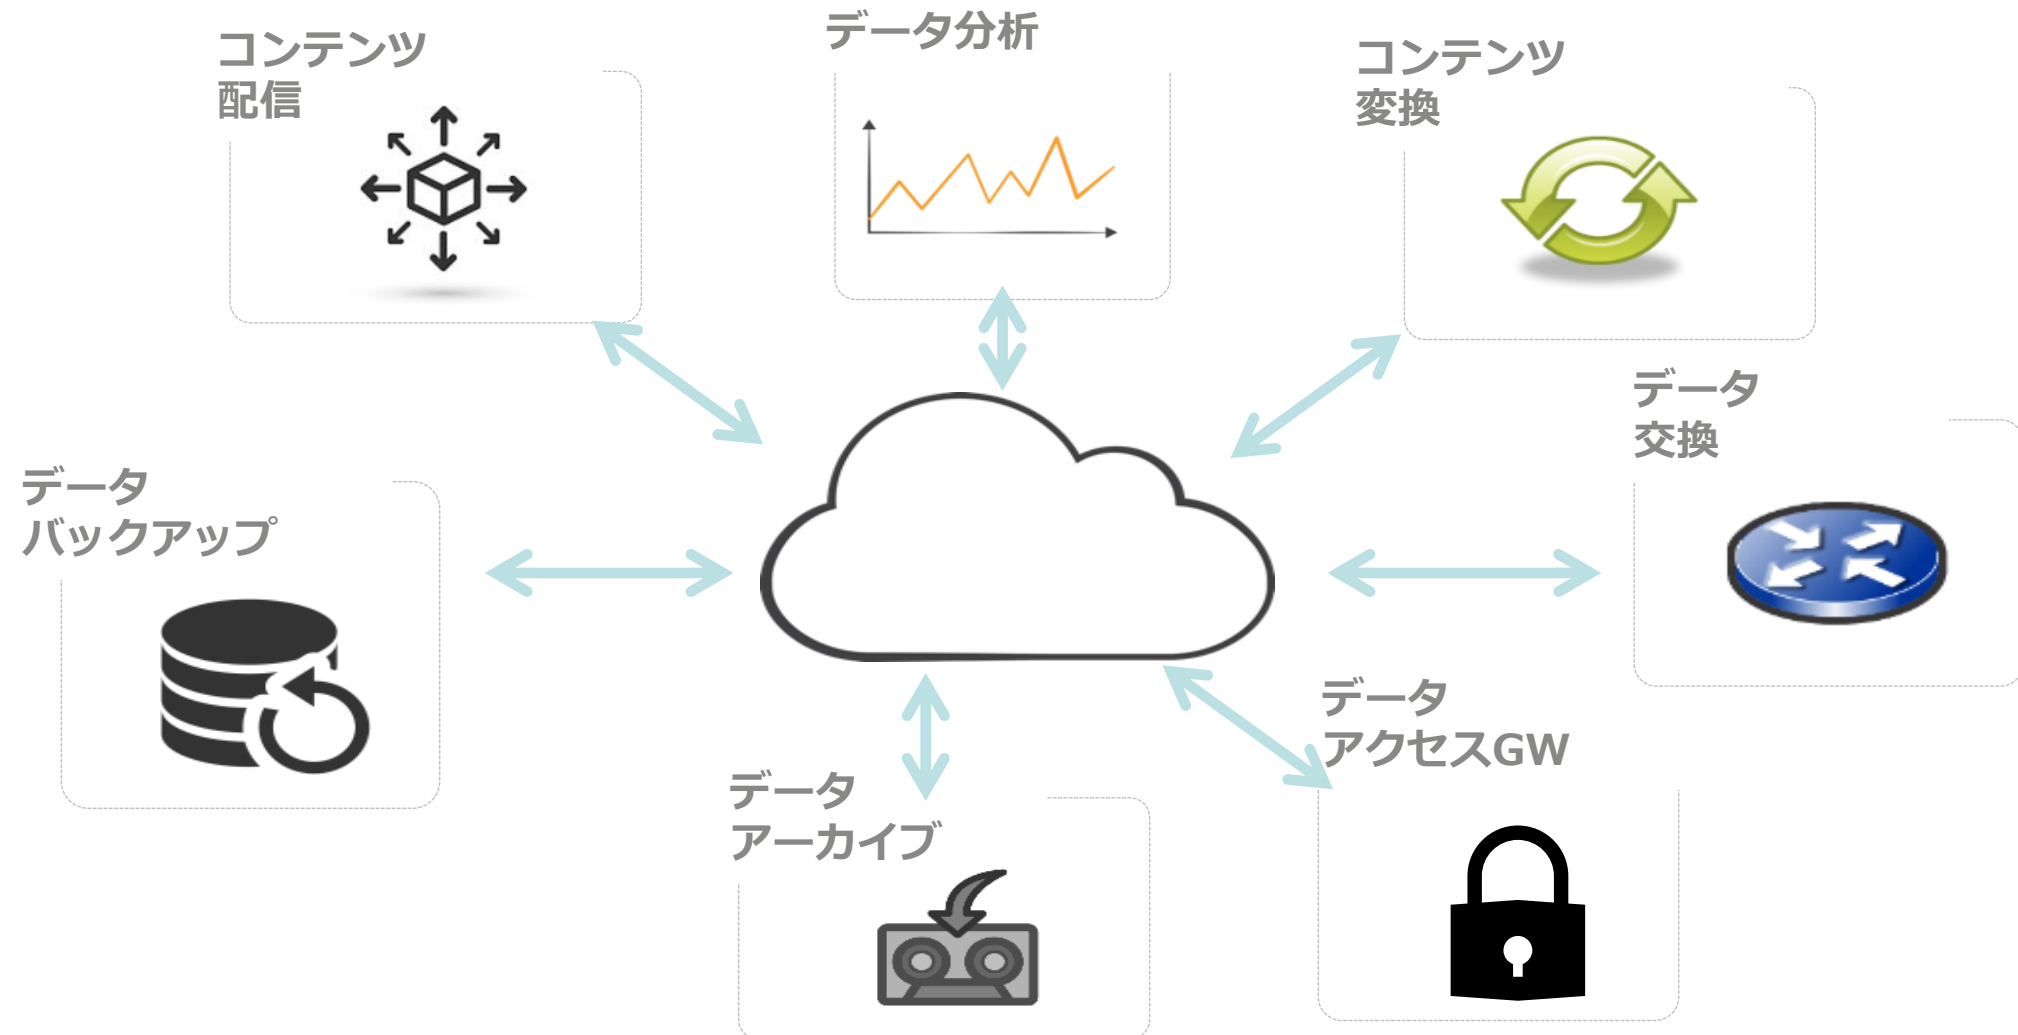 コンテンツ
配信
データ分析
コンテンツ
変換
データ
交換
データ
バックアップ
データ
アクセスGW
データ
アーカイブ